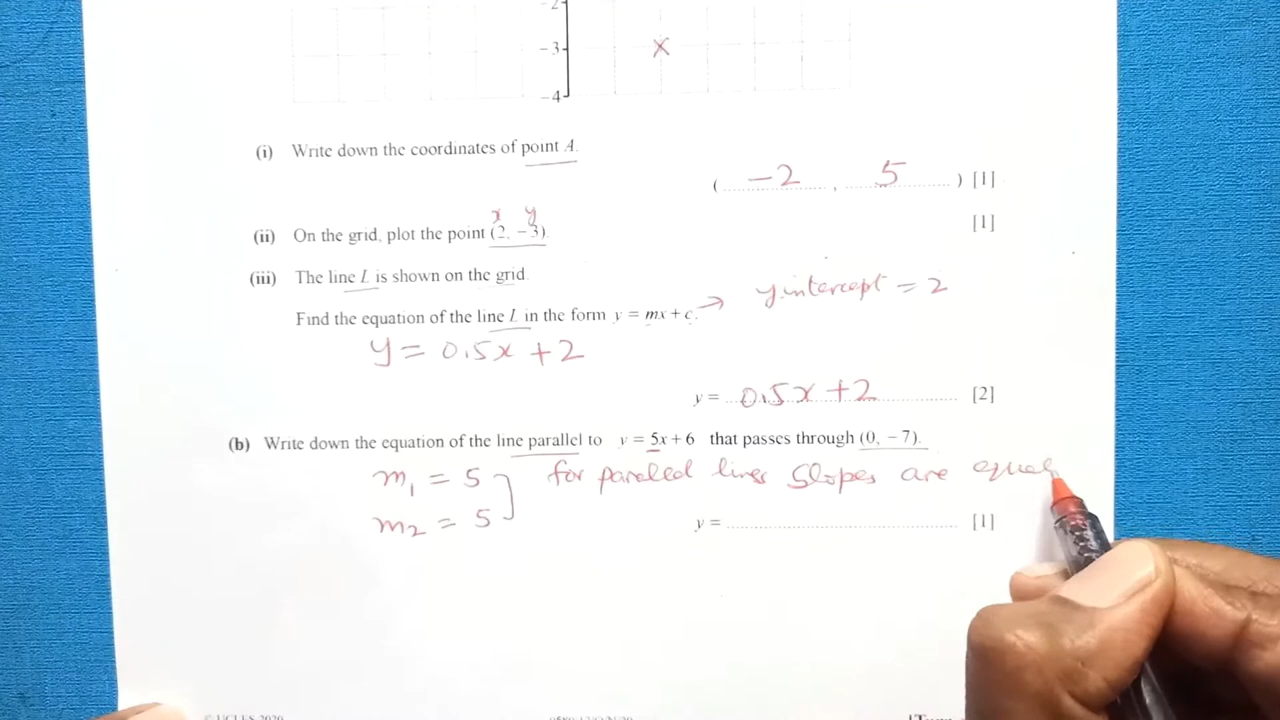 -2
-3
-4
(i) Write down the coordinates of point A.
( -2 , 5 ) [1]
x y
(ii) On the grid, plot the point (2, -3). [1]
(iii) The line L is shown on the grid.
Find the equation of the line L in the form y = mx + c. → y intercept = 2
y = 0.5x + 2
y = 0.5x + 2 [2]
(b) Write down the equation of the line parallel to y = 5x + 6 that passes through (0, -7).
m₁ = 5 ] for paralled lines Slopes are equal
m₂ = 5
y = [1]
© UCLES 2020